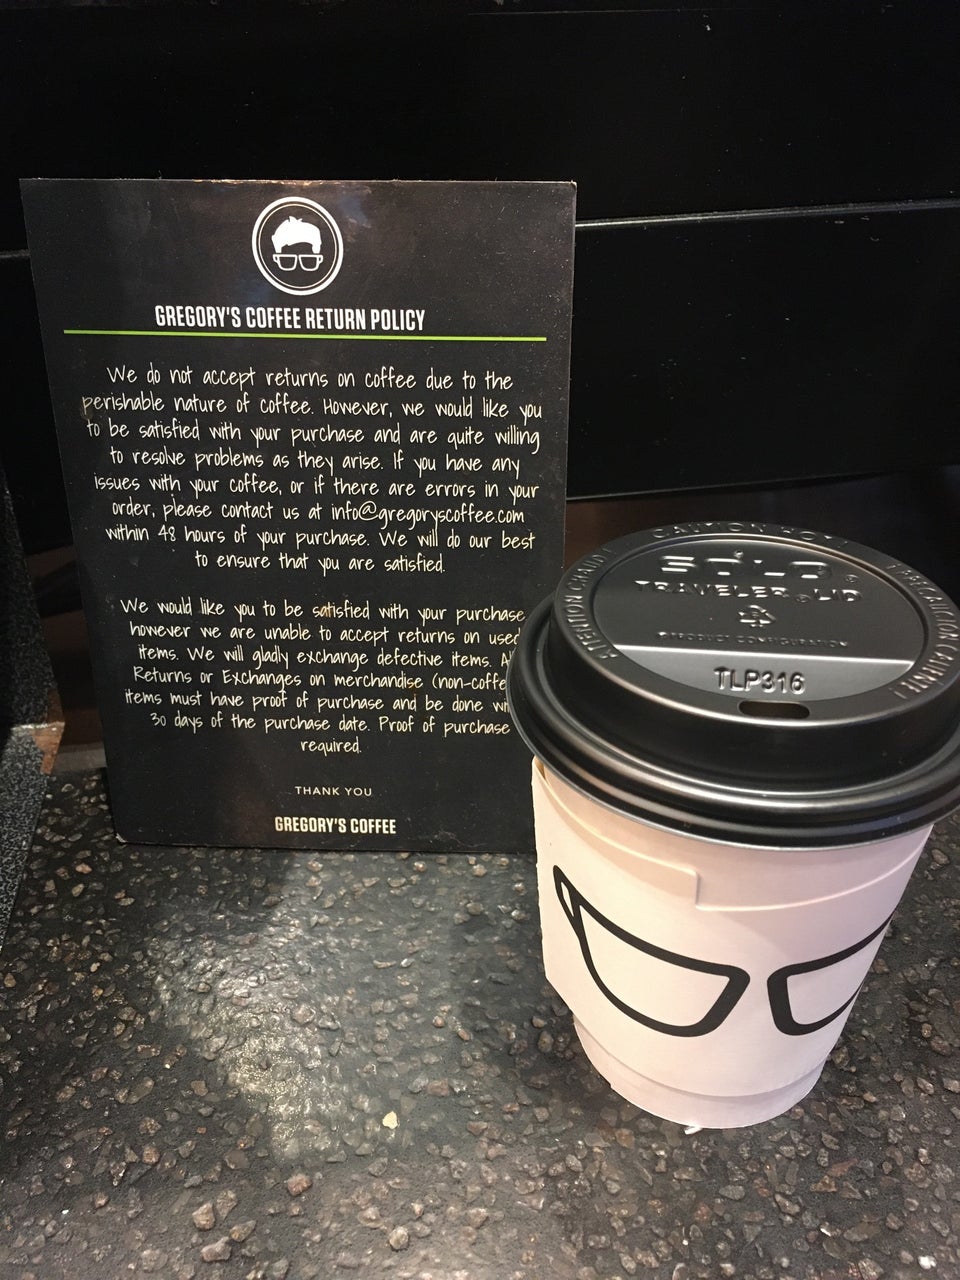 GREGORY'S COFFEE RETURN POLICY
We do not accept returns on coffee due to the
perishable nature of coffee. However, we would like you
to be satisfied with your purchase and are quite willing
to resolve problems as they arise. If you have any
issues with your coffee, or if there are errors in your
order, please contact us at info@gregoryscoffee.com
within 48 hours of your purchase. We will do our best
to ensure that you are satisfied.
We would like you to be satisfied with your purchase
however we are unable to accept returns on used
items. We will gladly exchange defective items.
Returns or Exchanges on merchandise
items must have proof of purchase and be done
30 days of the purchase date. Proof of purchase
required.
THANK YOU
GREGORY'S COFFEE
SOLO®
TRAVELER® LID
TLP316